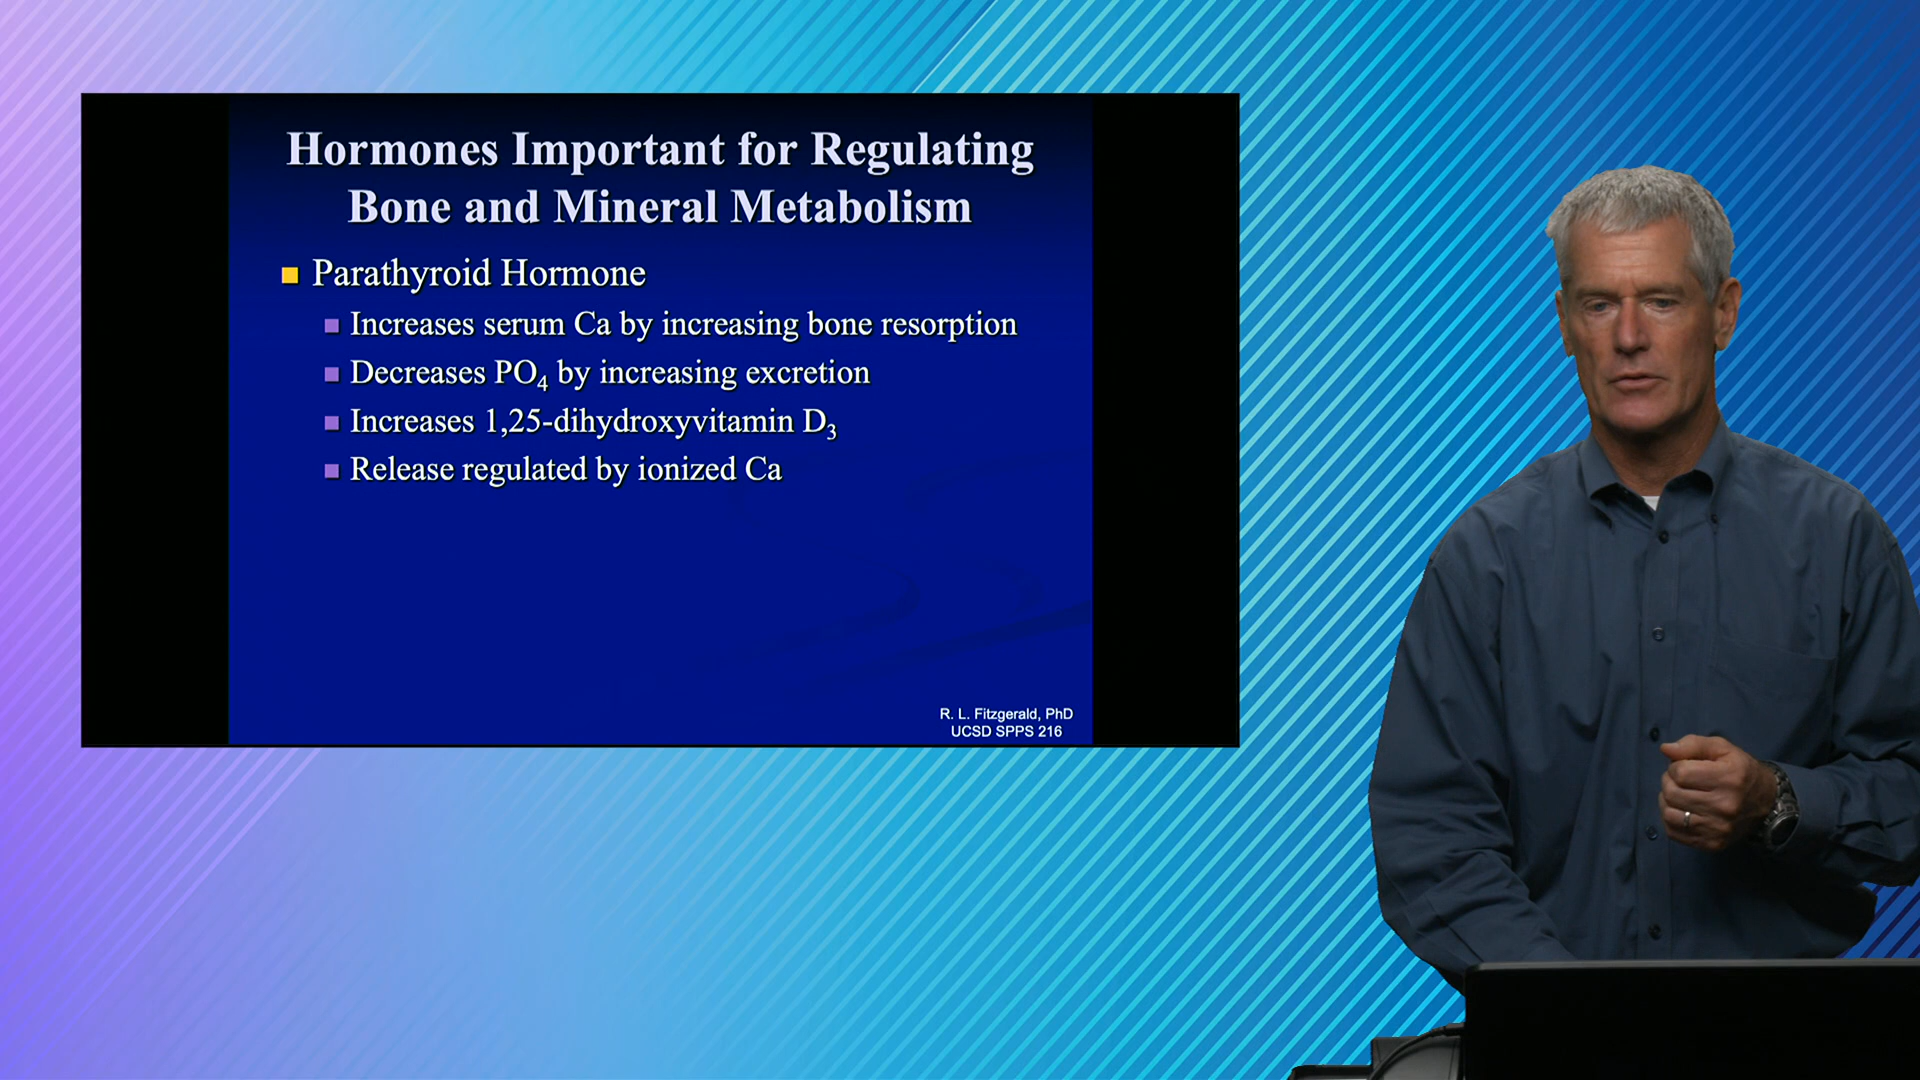 Hormones Important for Regulating
Bone and Mineral Metabolism
Parathyroid Hormone
Increases serum Ca by increasing bone resorption
Decreases PO₄ by increasing excretion
Increases 1,25-dihydroxyvitamin D₃
Release regulated by ionized Ca
R. L. Fitzgerald, PhD
UCSD SPPS 216